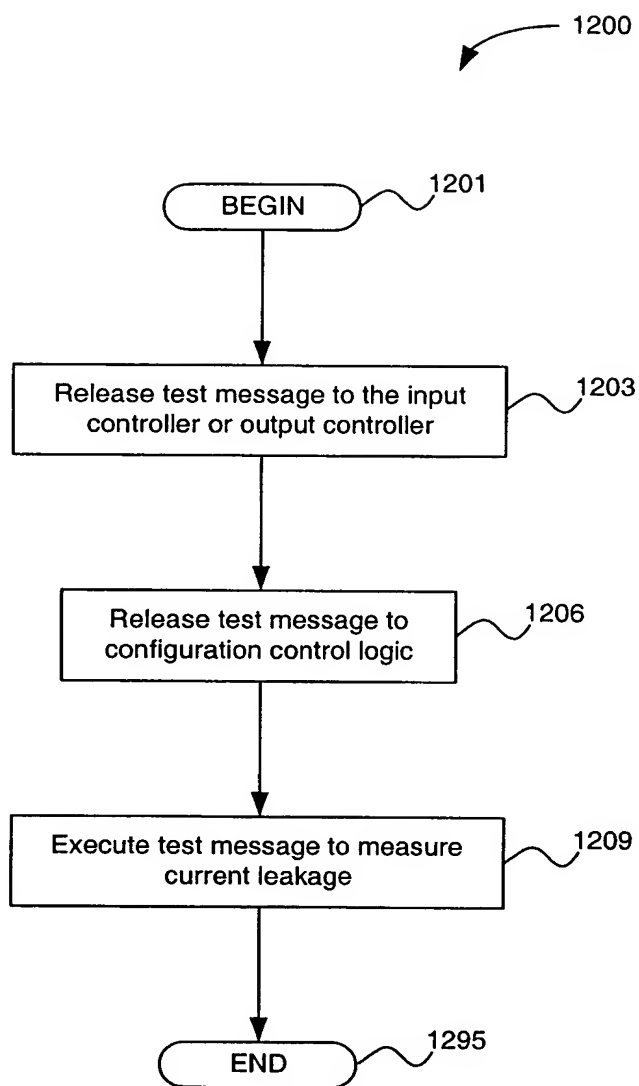 1200
BEGIN
1201
Release test message to the input
controller or output controller
1203
Release test message to
configuration control logic
1206
Execute test message to measure
current leakage
1209
END
1295